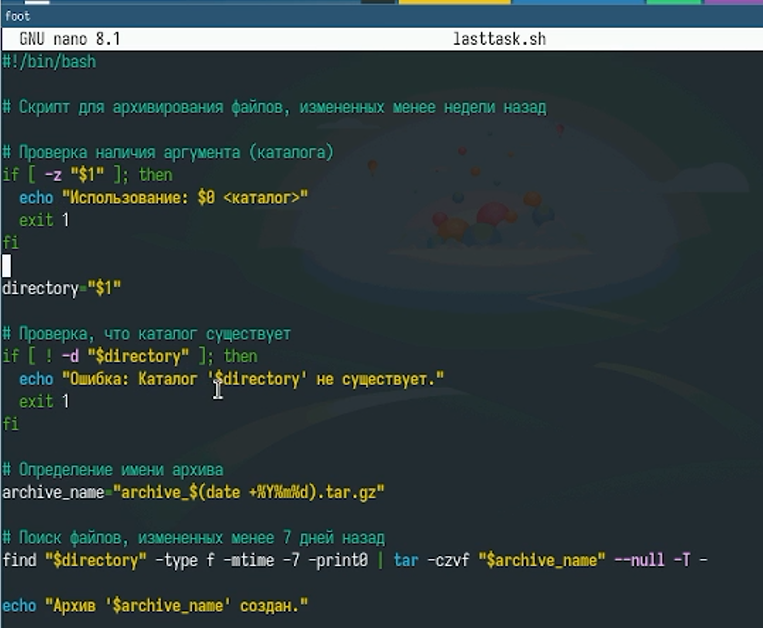 foot
GNU nano 8.1 lasttask.sh
#!/bin/bash
# Скрипт для архивирования файлов, измененных менее недели назад
# Проверка наличия аргумента (каталога)
if [ -z "$1" ]; then
  echo "Использование: $0 <каталог>"
  exit 1
fi
directory="$1"
# Проверка, что каталог существует
if [ ! -d "$directory" ]; then
  echo "Ошибка: Каталог '$directory' не существует."
  exit 1
fi
# Определение имени архива
archive_name="archive_$(date +%Y%m%d).tar.gz"
# Поиск файлов, измененных менее 7 дней назад
find "$directory" -type f -mtime -7 -print0 | tar -czvf "$archive_name" --null -T -
echo "Архив '$archive_name' создан."